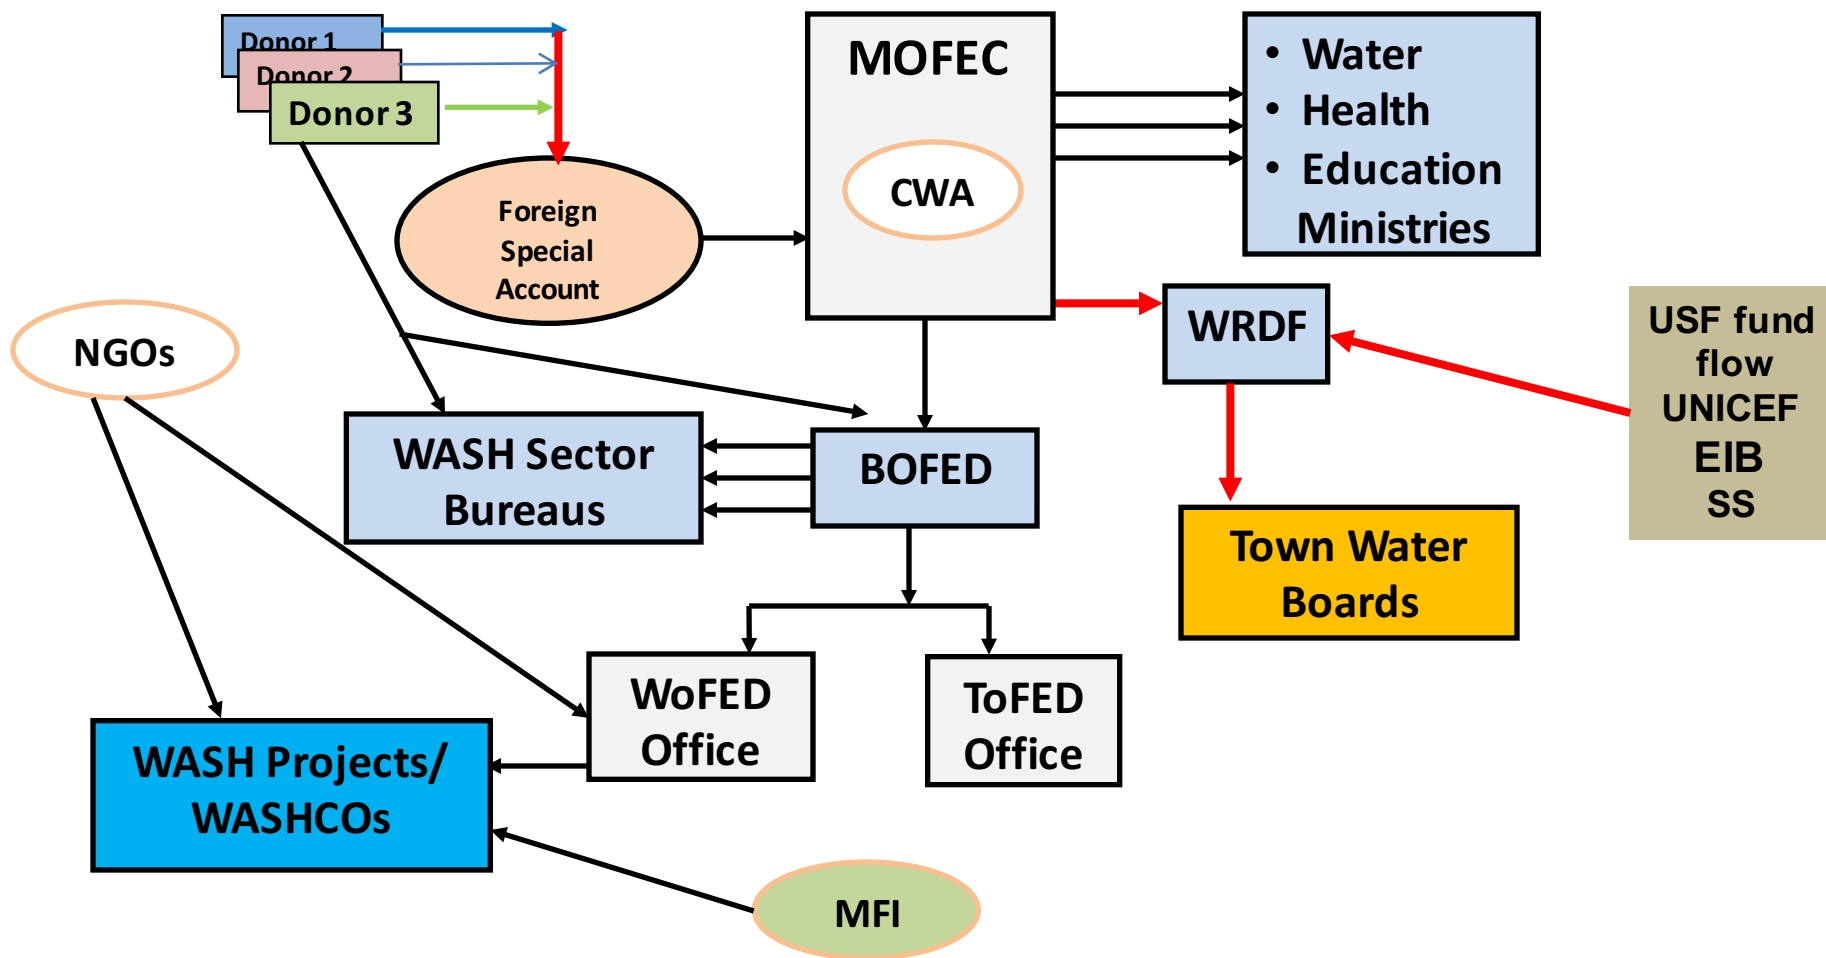 Donor 1
Donor 2
Donor 3
MOFEC
CWA
• Water
• Health
• Education
Ministries
Foreign
Special
Account
NGOs
WRDF
USF fund
flow
UNICEF
EIB
SS
WASH Sector
Bureaus
BOFED
Town Water
Boards
WoFED
Office
ToFED
Office
WASH Projects/
WASHCOs
MFI